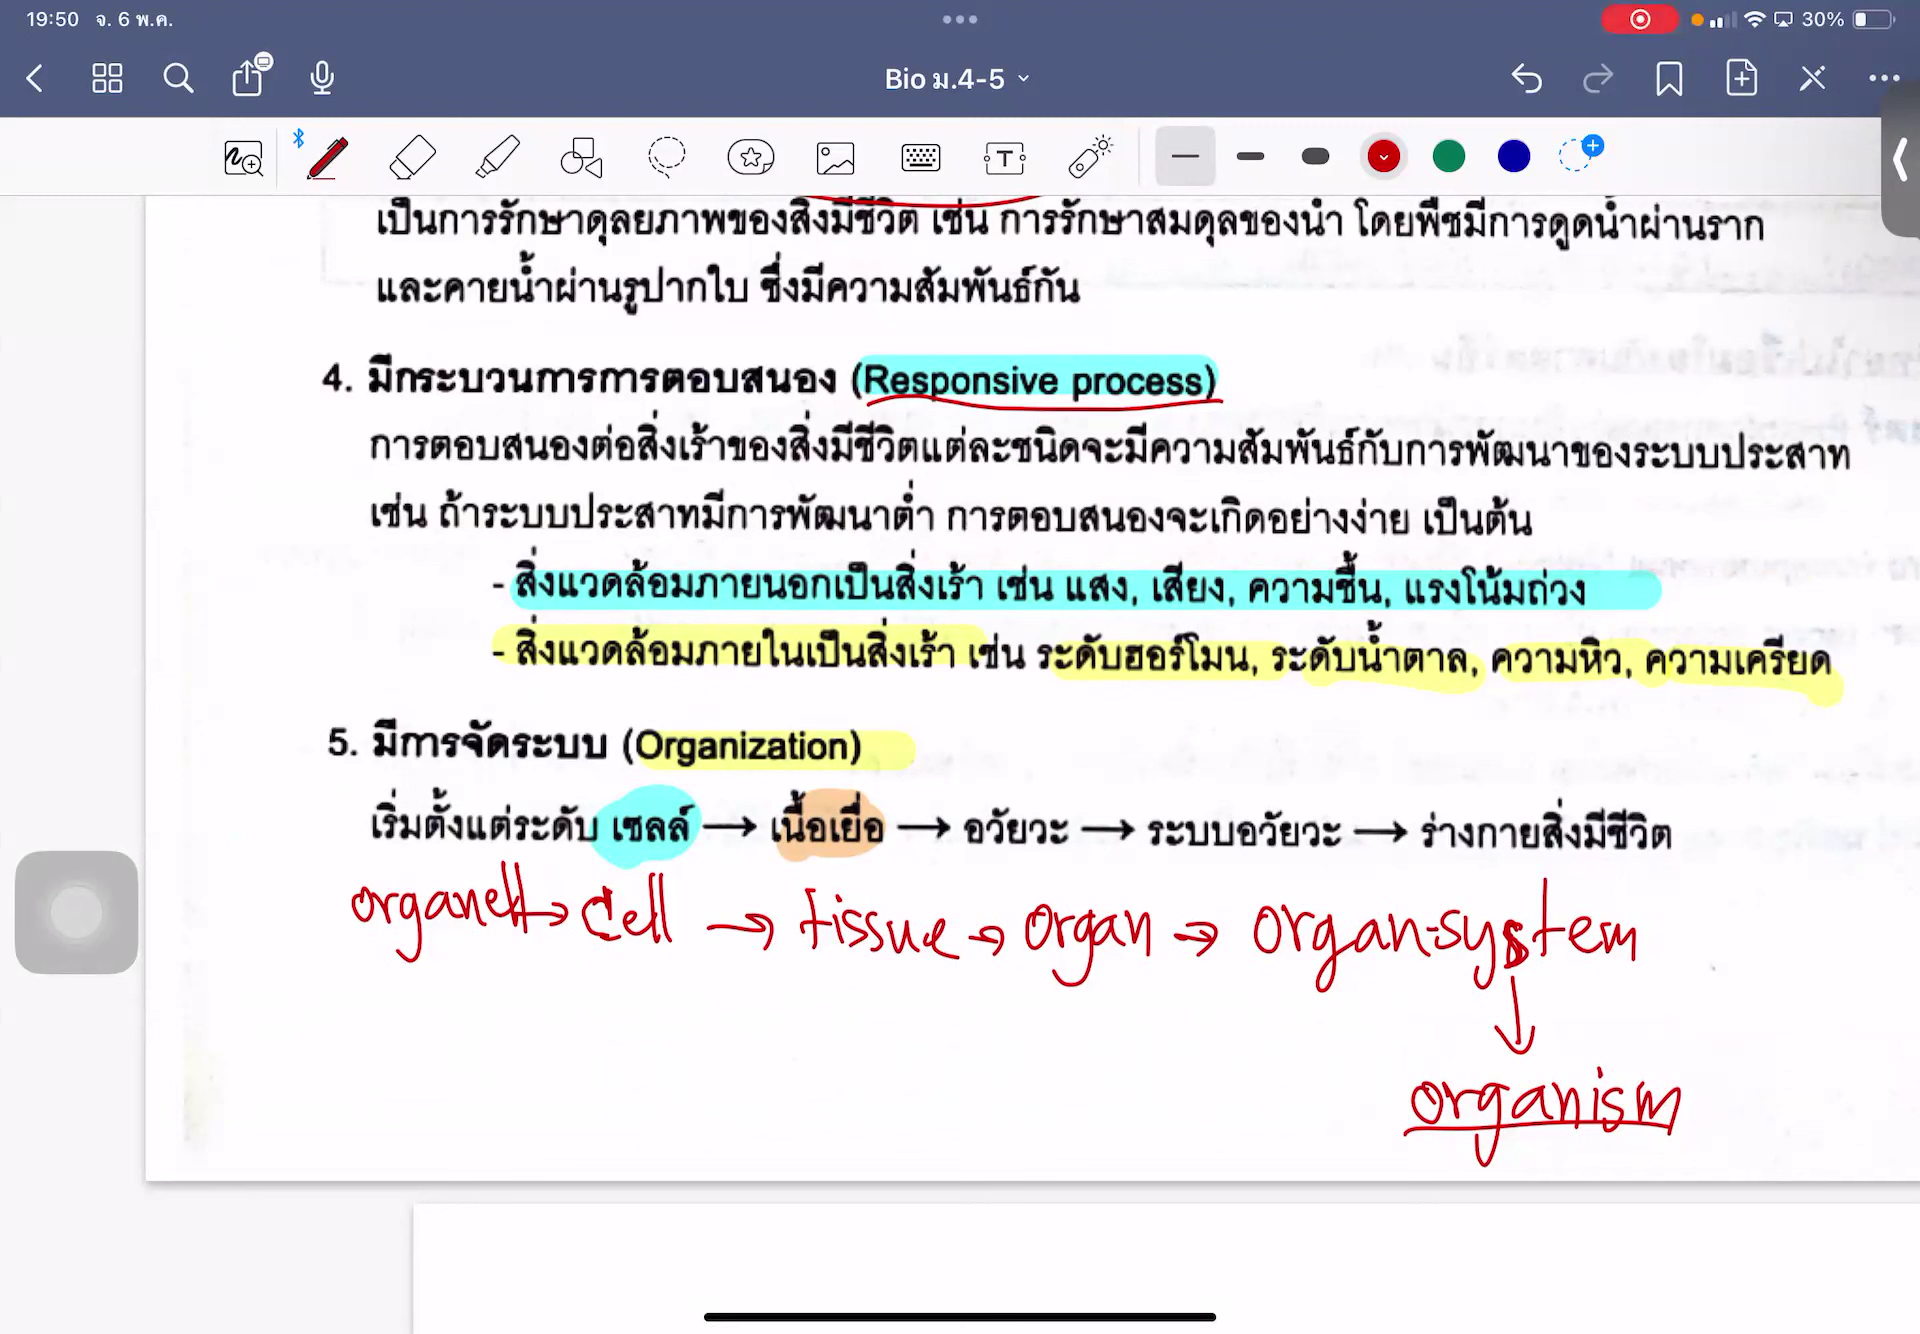 19:50 จ. 6 พ.ค.
30%
Bio ม.4-5
เป็นการรักษาดุลยภาพของสิ่งมีชีวิต เช่น การรักษาสมดุลของน้ำ โดยพืชมีการดูดน้ำผ่านราก
และคายน้ำผ่านรูปากใบ ซึ่งมีความสัมพันธ์กัน
4. มีกระบวนการการตอบสนอง (Responsive process)
การตอบสนองต่อสิ่งเร้าของสิ่งมีชีวิตแต่ละชนิดจะมีความสัมพันธ์กับการพัฒนาของระบบประสาท
เช่น ถ้าระบบประสาทมีการพัฒนาต่ำ การตอบสนองจะเกิดอย่างง่าย เป็นต้น
- สิ่งแวดล้อมภายนอกเป็นสิ่งเร้า เช่น แสง, เสียง, ความชื้น, แรงโน้มถ่วง
- สิ่งแวดล้อมภายในเป็นสิ่งเร้า เช่น ระดับฮอร์โมน, ระดับน้ำตาล, ความหิว, ความเครียด
5. มีการจัดระบบ (Organization)
เริ่มตั้งแต่ระดับ เซลล์ → เนื้อเยื่อ → อวัยวะ → ระบบอวัยวะ → ร่างกายสิ่งมีชีวิต
organell → Cell → tissue → Organ → Organ-system
↓
organism